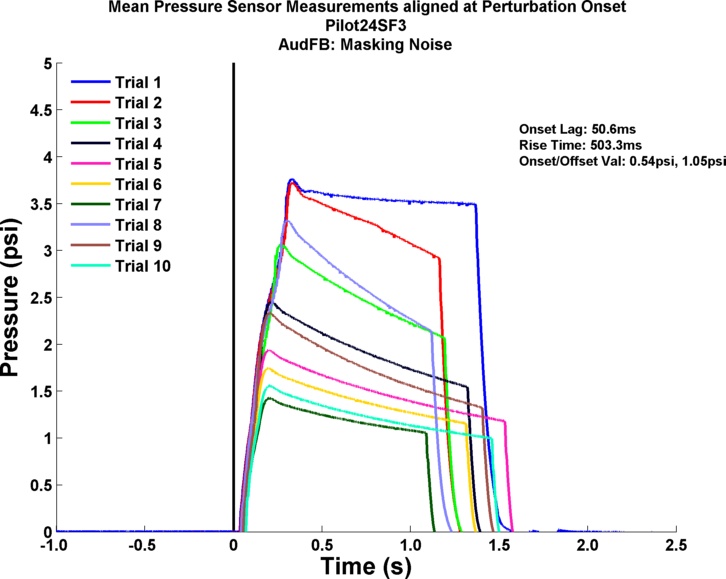 Mean Pressure Sensor Measurements aligned at Perturbation Onset
Pilot24SF3
AudFB: Masking Noise
Pressure (psi)
5
4.5
4
3.5
3
2.5
2
1.5
1
0.5
0
Trial 1
Trial 2
Trial 3
Trial 4
Trial 5
Trial 6
Trial 7
Trial 8
Trial 9
Trial 10
Onset Lag: 50.6ms
Rise Time: 503.3ms
Onset/Offset Val: 0.54psi, 1.05psi
-1.0 -0.5 0 0.5 1.0 1.5 2.0 2.5
Time (s)